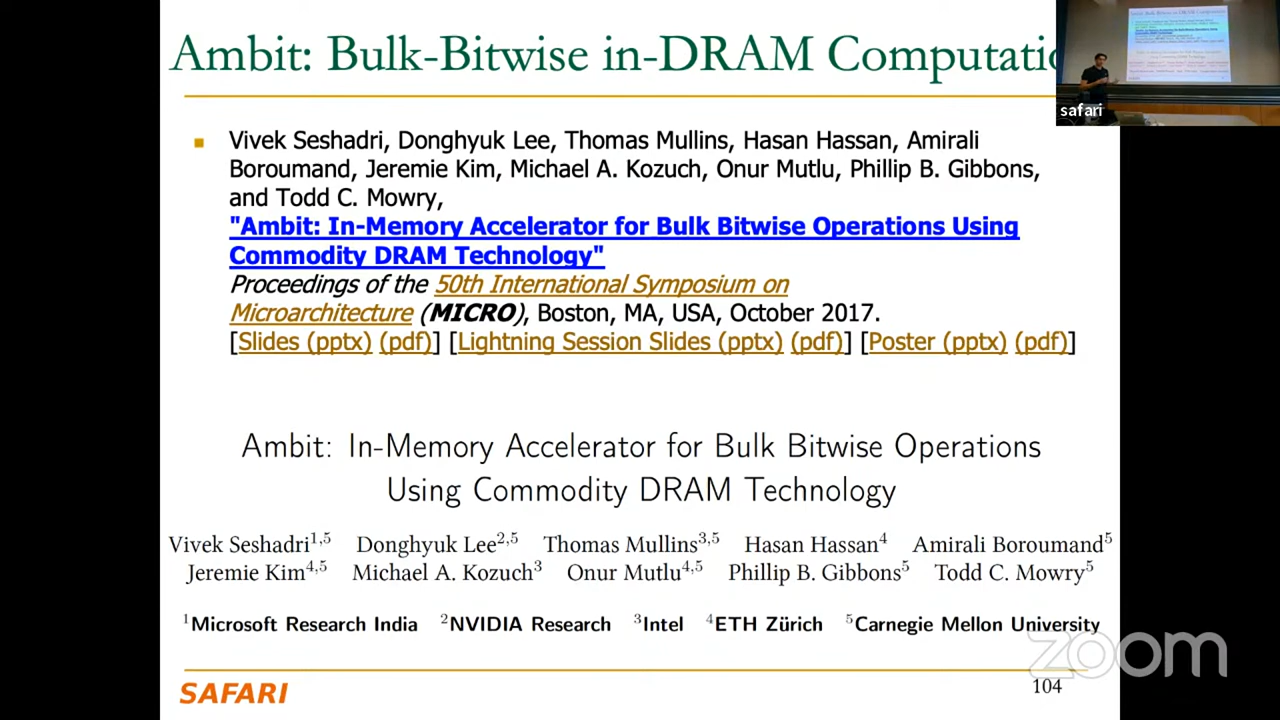 Ambit: Bulk-Bitwise in-DRAM Computatio
safari
Vivek Seshadri, Donghyuk Lee, Thomas Mullins, Hasan Hassan, Amirali
Boroumand, Jeremie Kim, Michael A. Kozuch, Onur Mutlu, Phillip B. Gibbons,
and Todd C. Mowry,
"Ambit: In-Memory Accelerator for Bulk Bitwise Operations Using
Commodity DRAM Technology"
Proceedings of the 50th International Symposium on
Microarchitecture (MICRO), Boston, MA, USA, October 2017.
[Slides (pptx) (pdf)] [Lightning Session Slides (pptx) (pdf)] [Poster (pptx) (pdf)]
Ambit: In-Memory Accelerator for Bulk Bitwise Operations
Using Commodity DRAM Technology
Vivek Seshadri1,5 Donghyuk Lee2,5 Thomas Mullins3,5 Hasan Hassan4 Amirali Boroumand5
Jeremie Kim4,5 Michael A. Kozuch3 Onur Mutlu4,5 Phillip B. Gibbons5 Todd C. Mowry5
1Microsoft Research India 2NVIDIA Research 3Intel 4ETH Zürich 5Carnegie Mellon University
zoom
SAFARI
104